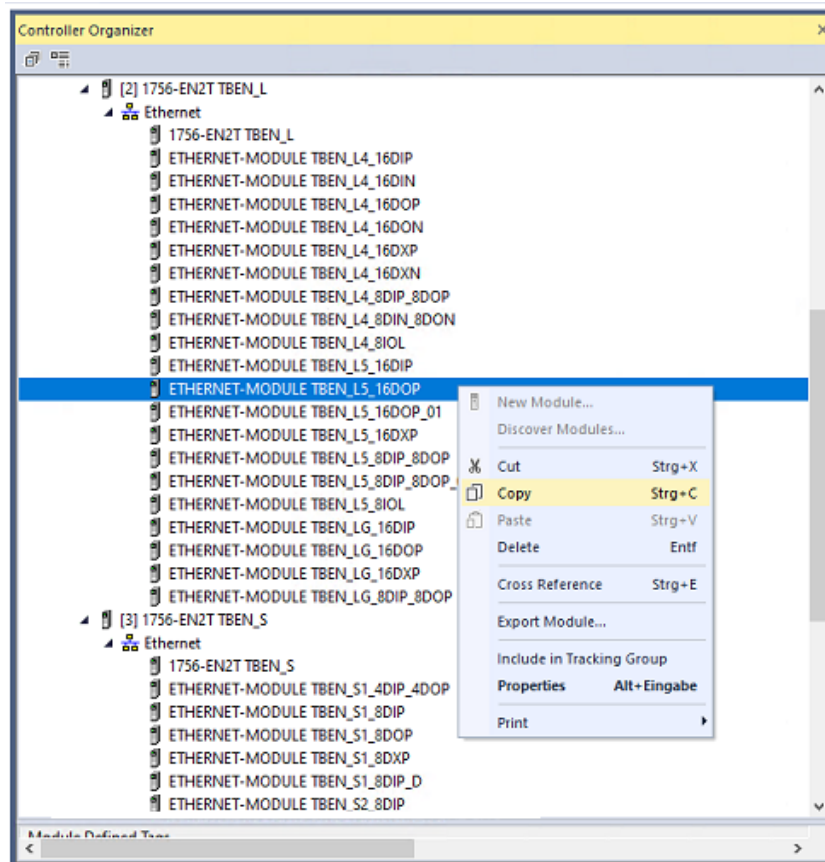 Controller Organizer
[2] 1756-EN2T TBEN_L
Ethernet
1756-EN2T TBEN_L
ETHERNET-MODULE TBEN_L4_16DIP
ETHERNET-MODULE TBEN_L4_16DIN
ETHERNET-MODULE TBEN_L4_16DOP
ETHERNET-MODULE TBEN_L4_16DON
ETHERNET-MODULE TBEN_L4_16DXP
ETHERNET-MODULE TBEN_L4_16DXN
ETHERNET-MODULE TBEN_L4_8DIP_8DOP
ETHERNET-MODULE TBEN_L4_8DIN_8DON
ETHERNET-MODULE TBEN_L4_8IOL
ETHERNET-MODULE TBEN_L5_16DIP
ETHERNET-MODULE TBEN_L5_16DOP
ETHERNET-MODULE TBEN_L5_16DOP_01
ETHERNET-MODULE TBEN_L5_16DXP
ETHERNET-MODULE TBEN_L5_8DIP_8DOP
ETHERNET-MODULE TBEN_L5_8DIP_8DOP_
ETHERNET-MODULE TBEN_L5_8IOL
ETHERNET-MODULE TBEN_LG_16DIP
ETHERNET-MODULE TBEN_LG_16DOP
ETHERNET-MODULE TBEN_LG_16DXP
ETHERNET-MODULE TBEN_LG_8DIP_8DOP
[3] 1756-EN2T TBEN_S
Ethernet
1756-EN2T TBEN_S
ETHERNET-MODULE TBEN_S1_4DIP_4DOP
ETHERNET-MODULE TBEN_S1_8DIP
ETHERNET-MODULE TBEN_S1_8DOP
ETHERNET-MODULE TBEN_S1_8DXP
ETHERNET-MODULE TBEN_S1_8DIP_D
ETHERNET-MODULE TBEN_S2_8DIP
Module Defined Tags
New Module...
Discover Modules...
Cut Strg+X
Copy Strg+C
Paste Strg+V
Delete Entf
Cross Reference Strg+E
Export Module...
Include in Tracking Group
Properties Alt+Eingabe
Print